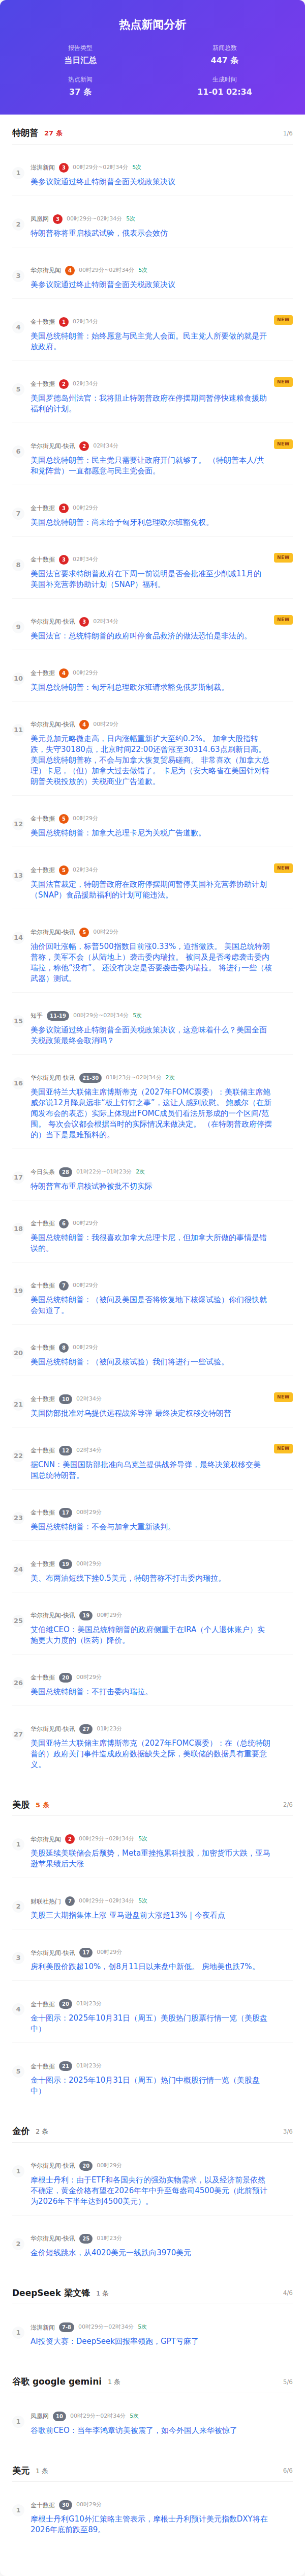 热点新闻分析
报告类型
新闻总数
当日汇总
447 条
热点新闻
生成时间
37 条
11-01 02:34
特朗普 27 条 1/6
1 澎湃新闻 3 00时29分~02时34分 5次
美参议院通过终止特朗普全面关税政策决议
2 凤凰网 3 00时29分~02时34分 5次
特朗普称将重启核武试验，俄表示会效仿
3 华尔街见闻 4 00时29分~02时34分 5次
美参议院通过终止特朗普全面关税政策决议
4 金十数据 1 02时34分 NEW
美国总统特朗普：始终愿意与民主党人会面。民主党人所要做的就是开
放政府。
5 金十数据 2 02时34分 NEW
美国罗德岛州法官：我将阻止特朗普政府在停摆期间暂停快速粮食援助
福利的计划。
6 华尔街见闻-快讯 2 02时34分 NEW
美国总统特朗普：民主党只需要让政府开门就够了。 （特朗普本人/共
和党阵营）一直都愿意与民主党会面。
7 金十数据 3 00时29分
美国总统特朗普：尚未给予匈牙利总理欧尔班豁免权。
8 金十数据 3 02时34分 NEW
美国法官要求特朗普政府在下周一前说明是否会批准至少削减11月的
美国补充营养协助计划（SNAP）福利。
9 华尔街见闻-快讯 3 02时34分 NEW
美国法官：总统特朗普的政府叫停食品救济的做法恐怕是非法的。
10 金十数据 4 00时29分
美国总统特朗普：匈牙利总理欧尔班请求豁免俄罗斯制裁。
11 华尔街见闻-快讯 4 00时29分
美元兑加元略微走高，日内涨幅重新扩大至约0.2%。 加拿大股指转
跌，失守30180点，北京时间22:00还曾涨至30314.63点刷新日高。
美国总统特朗普称，不会与加拿大恢复贸易磋商。 非常喜欢（加拿大总
理）卡尼，（但）加拿大过去做错了。 卡尼为（安大略省在美国针对特
朗普关税投放的）关税商业广告道歉。
12 金十数据 5 00时29分
美国总统特朗普：加拿大总理卡尼为关税广告道歉。
13 金十数据 5 02时34分 NEW
美国法官裁定，特朗普政府在政府停摆期间暂停美国补充营养协助计划
（SNAP）食品援助福利的计划可能违法。
14 华尔街见闻-快讯 5 00时29分
油价回吐涨幅，标普500指数目前涨0.33%，道指微跌。 美国总统特朗
普称，美军不会（从陆地上）袭击委内瑞拉。 被问及是否考虑袭击委内
瑞拉，称他“没有”。 还没有决定是否要袭击委内瑞拉。 将进行一些（核
武器）测试。
15 知乎 11-19 00时29分~02时34分 5次
美参议院通过终止特朗普全面关税政策决议，这意味着什么？美国全面
关税政策最终会取消吗？
16 华尔街见闻-快讯 21-30 01时23分~02时34分 2次
美国亚特兰大联储主席博斯蒂克（2027年FOMC票委）：美联储主席鲍
威尔说12月降息远非“板上钉钉之事”，这让人感到欣慰。 鲍威尔（在新
闻发布会的表态）实际上体现出FOMC成员们看法所形成的一个区间/范
围。 每次会议都会根据当时的实际情况来做决定。 （在特朗普政府停摆
的）当下是最难预料的。
17 今日头条 28 01时22分~01时23分 2次
特朗普宣布重启核试验被批不切实际
18 金十数据 6 00时29分
美国总统特朗普：我很喜欢加拿大总理卡尼，但加拿大所做的事情是错
误的。
19 金十数据 7 00时29分
美国总统特朗普：（被问及美国是否将恢复地下核爆试验）你们很快就
会知道了。
20 金十数据 8 00时29分
美国总统特朗普：（被问及核试验）我们将进行一些试验。
21 金十数据 10 02时34分 NEW
美国防部批准对乌提供远程战斧导弹 最终决定权移交特朗普
22 金十数据 12 02时34分 NEW
据CNN：美国国防部批准向乌克兰提供战斧导弹，最终决策权移交美
国总统特朗普。
23 金十数据 17 00时29分
美国总统特朗普：不会与加拿大重新谈判。
24 金十数据 19 00时29分
美、布两油短线下挫0.5美元，特朗普称不打击委内瑞拉。
25 华尔街见闻-快讯 19 00时29分
艾伯维CEO：美国总统特朗普的政府侧重于在IRA（个人退休账户）实
施更大力度的（医药）降价。
26 金十数据 20 00时29分
美国总统特朗普：不打击委内瑞拉。
27 华尔街见闻-快讯 27 01时23分
美国亚特兰大联储主席博斯蒂克（2027年FOMC票委）：在（总统特朗
普的）政府关门事件造成政府数据缺失之际，美联储的数据具有重要意
义。
美股 5 条 2/6
1 华尔街见闻 2 00时29分~02时34分 5次
美股延续美联储会后颓势，Meta重挫拖累科技股，加密货币大跌，亚马
逊苹果绩后大涨
2 财联社热门 7 00时29分~02时34分 5次
美股三大期指集体上涨 亚马逊盘前大涨超13% | 今夜看点
3 华尔街见闻-快讯 17 00时29分
房利美股价跌超10%，创8月11日以来盘中新低。 房地美也跌7%。
4 金十数据 20 01时23分
金十图示：2025年10月31日（周五）美股热门股票行情一览（美股盘
中）
5 金十数据 21 01时23分
金十图示：2025年10月31日（周五）热门中概股行情一览（美股盘
中）
金价 2 条 3/6
1 华尔街见闻-快讯 20 00时29分
摩根士丹利：由于ETF和各国央行的强劲实物需求，以及经济前景依然
不确定，黄金价格有望在2026年年中升至每盎司4500美元（此前预计
为2026年下半年达到4500美元）。
2 华尔街见闻-快讯 25 01时23分
金价短线跳水，从4020美元一线跌向3970美元
DeepSeek 梁文锋 1 条 4/6
1 澎湃新闻 7-8 00时29分~02时34分 5次
AI投资大赛：DeepSeek回报率领跑，GPT亏麻了
谷歌 google gemini 1 条 5/6
1 凤凰网 10 00时29分~02时34分 5次
谷歌前CEO：当年李鸿章访美被震了，如今外国人来华被惊了
美元 1 条 6/6
1 金十数据 30 00时29分
摩根士丹利G10外汇策略主管表示，摩根士丹利预计美元指数DXY将在
2026年底前跌至89。